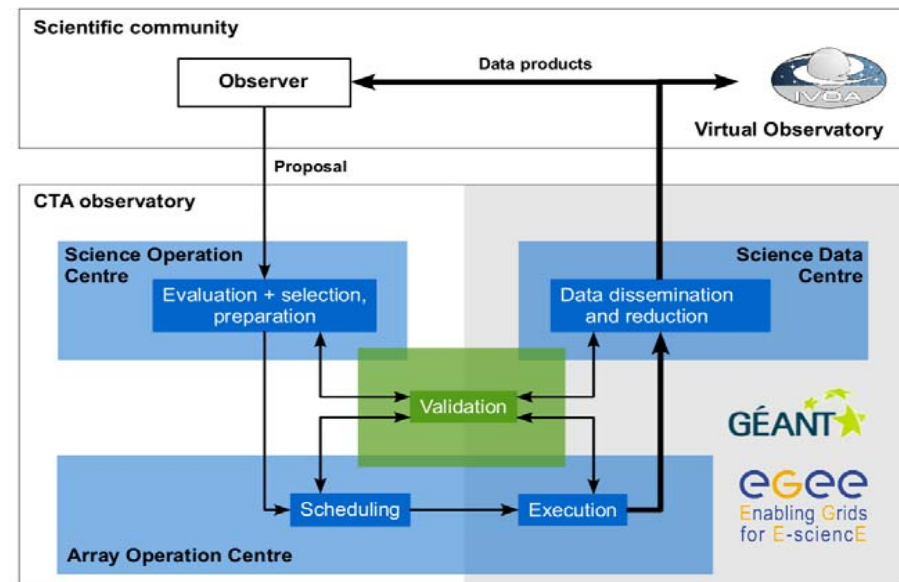 Scientific community
Observer
Data products
IVOA
Virtual Observatory
Proposal
CTA observatory
Science Operation
Centre
Evaluation + selection,
preparation
Science Data
Centre
Data dissemination
and reduction
Validation
GÉANT
Scheduling
Execution
Array Operation Centre
eGee
Enabling Grids
for E-sciencE